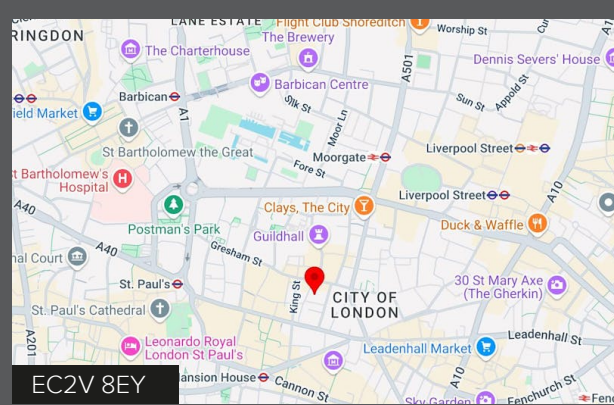 LANE ESTATE
Flight Club Shoreditch
Worship St
RINGDON
The Brewery
A501
The Charterhouse
Dennis Severs' House
Barbican Centre
Barbican
Silk St
Moor Ln
Sun St
Appold St
ield Market
A1
St Bartholomew the Great
Moorgate
Liverpool Street
Fore St
St Bartholomew's
Hospital
Liverpool Street
A10
A40
Clays, The City
Postman's Park
Guildhall
Duck & Waffle
A40
nal Court
Gresham St
St. Paul's
King St
CITY OF
LONDON
30 St Mary Axe
(The Gherkin)
St. Paul's Cathedral
A201
Leadenhall St
Leonardo Royal
London St Paul's
Leadenhall Market
EC2V 8EY
ansion House
Cannon St
A10
Sky Garden
Fenchurch St
Fen